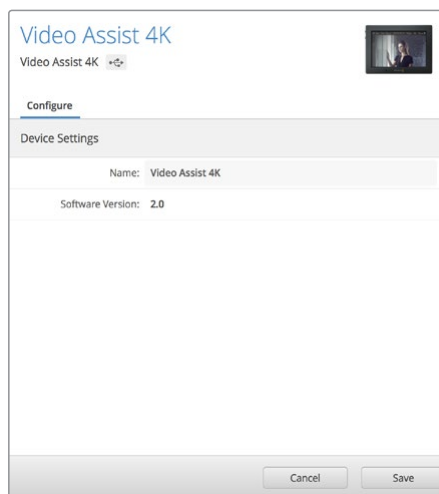 Video Assist 4K
Video Assist 4K
Configure
Device Settings
Name: Video Assist 4K
Software Version: 2.0
Cancel Save